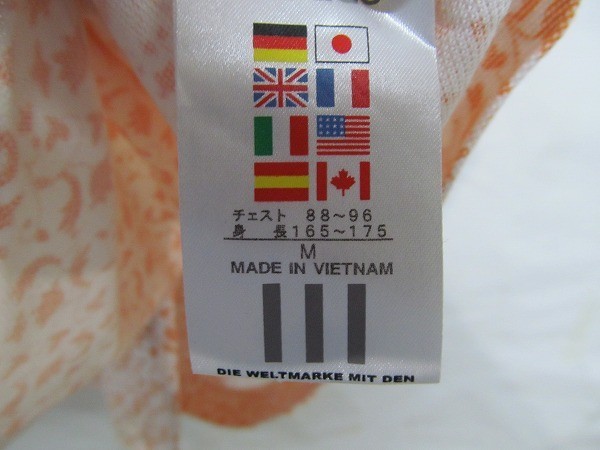 チェスト 88~96
身 長165~175
M
MADE IN VIETNAM
DIE WELTMARKE MIT DEN